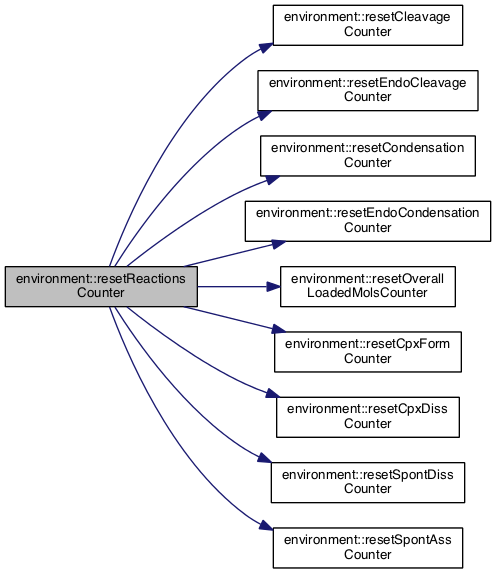 environment::resetReactions
Counter
environment::resetCleavage
Counter
environment::resetEndoCleavage
Counter
environment::resetCondensation
Counter
environment::resetEndoCondensation
Counter
environment::resetOverall
LoadedMolsCounter
environment::resetCpxForm
Counter
environment::resetCpxDiss
Counter
environment::resetSpontDiss
Counter
environment::resetSpontAss
Counter